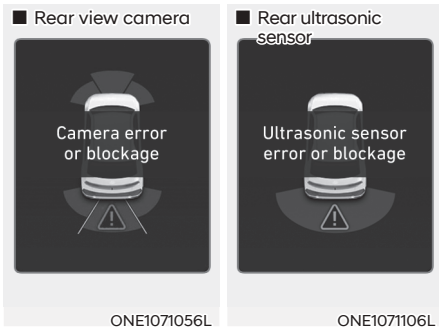 ■ Rear view camera
Camera error
or blockage
ONE1071056L
■ Rear ultrasonic
sensor
Ultrasonic sensor
error or blockage
ONE1071106L